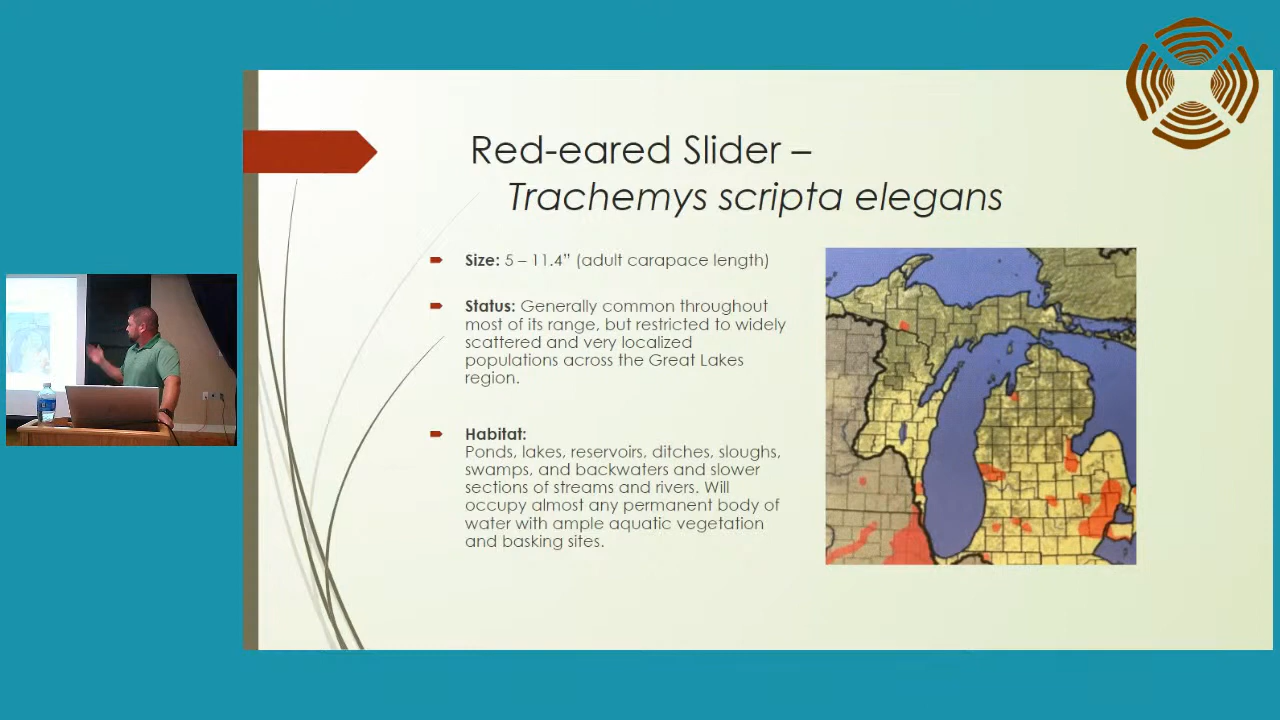 Red-eared Slider –
Trachemys scripta elegans
Size: 5 – 11.4” (adult carapace length)
Status: Generally common throughout
most of its range, but restricted to widely
scattered and very localized
populations across the Great Lakes
region.
Habitat:
Ponds, lakes, reservoirs, ditches, sloughs,
swamps, and backwaters and slower
sections of streams and rivers. Will
occupy almost any permanent body of
water with ample aquatic vegetation
and basking sites.